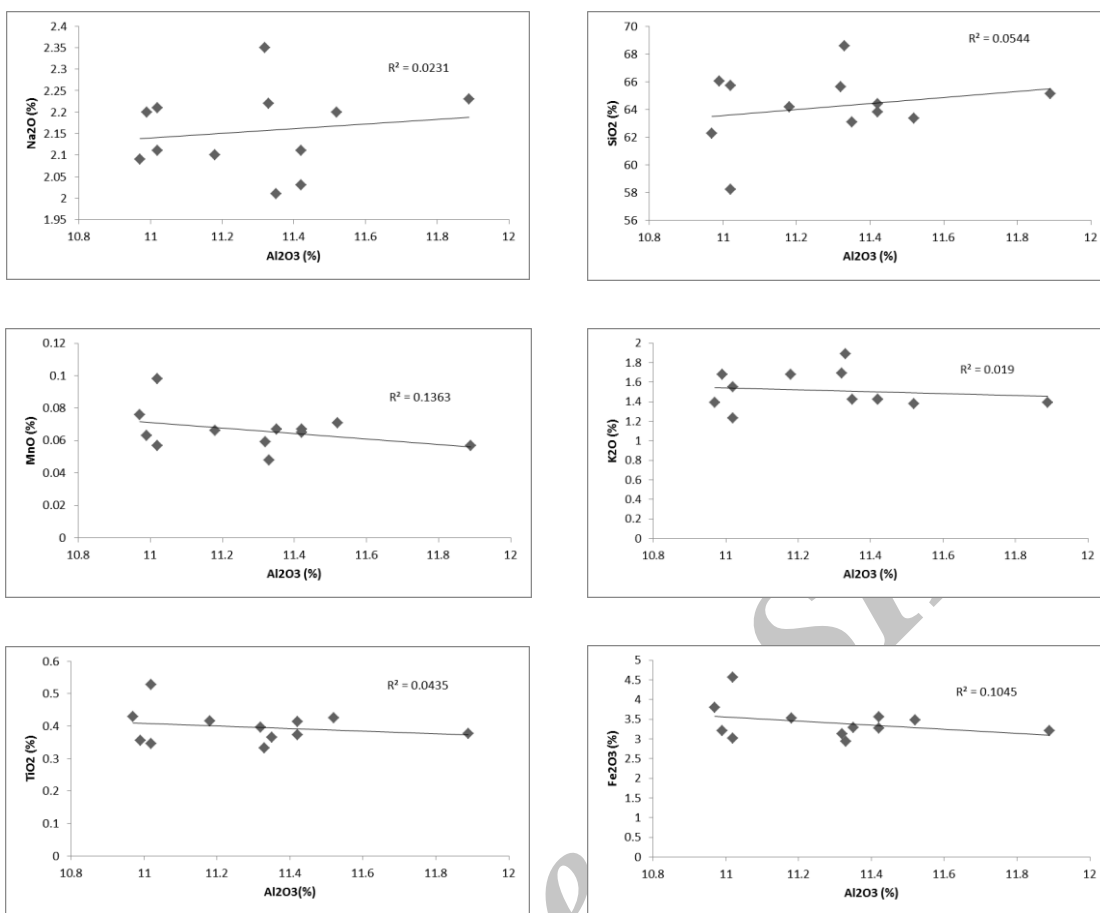 2.4
2.35
2.3
2.25
2.2
2.15
2.1
2.05
2
1.95
Na2O (%)
R² = 0.0231
10.8 11 11.2 11.4 11.6 11.8 12
Al2O3 (%)
70
68
66
64
62
60
58
56
SiO2 (%)
R² = 0.0544
10.8 11 11.2 11.4 11.6 11.8 12
Al2O3 (%)
0.12
0.1
0.08
0.06
0.04
0.02
0
MnO (%)
R² = 0.1363
10.8 11 11.2 11.4 11.6 11.8 12
Al2O3 (%)
2
1.8
1.6
1.4
1.2
1
0.8
0.6
0.4
0.2
0
K2O (%)
R² = 0.019
10.8 11 11.2 11.4 11.6 11.8 12
Al2O3 (%)
0.6
0.5
0.4
0.3
0.2
0.1
0
TiO2 (%)
R² = 0.0435
10.8 11 11.2 11.4 11.6 11.8 12
Al2O3(%)
5
4.5
4
3.5
3
2.5
2
1.5
1
0.5
0
Fe2O3 (%)
R² = 0.1045
10.8 11 11.2 11.4 11.6 11.8 12
Al2O3 (%)